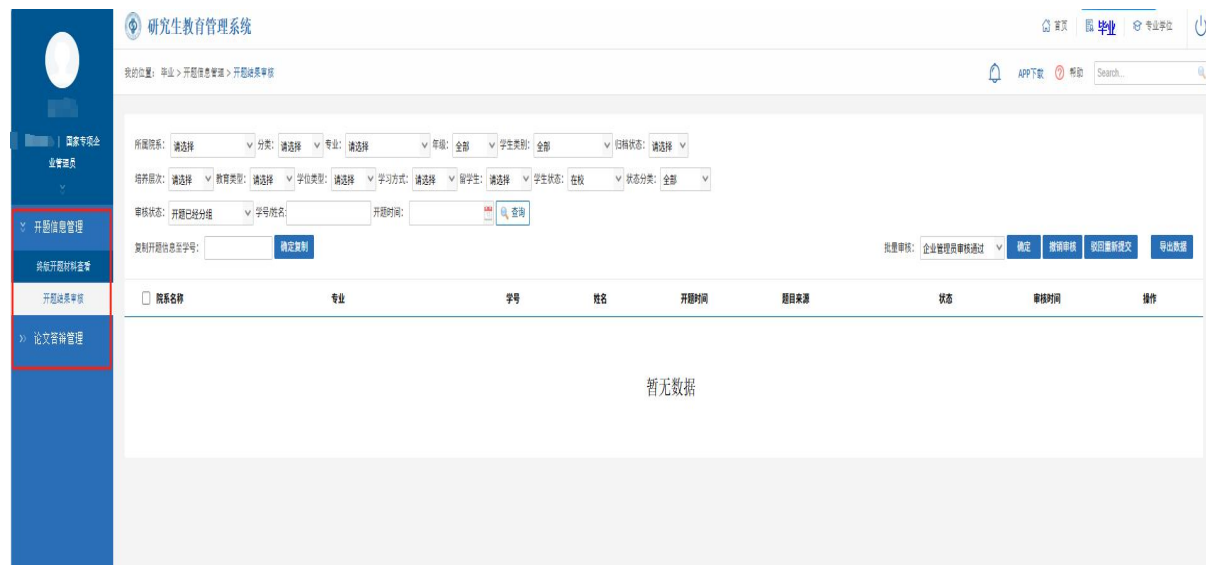 研究生教育管理系统
首页 毕业 专业学位
我的位置: 毕业 > 开题信息管理 > 开题结果审核
APP下载 帮助 Search...
| 国家专项企业管理员
开题信息管理
终版开题材料查看
开题结果审核
论文答辩管理
所属院系: 请选择 分类: 请选择 专业: 请选择 年级: 全部 学生类别: 全部 归档状态: 请选择
培养层次: 请选择 教育类型: 请选择 学位类型: 请选择 学习方式: 请选择 留学生: 请选择 学生状态: 在校 状态分类: 全部
审核状态: 开题已经分组 学号/姓名: 开题时间: 查询
复制开题信息至学号: 确定复制 批量审核: 企业管理员审核通过 确定 撤销审核 驳回重新提交 导出数据
院系名称 专业 学号 姓名 开题时间 题目来源 状态 审核时间 操作
暂无数据